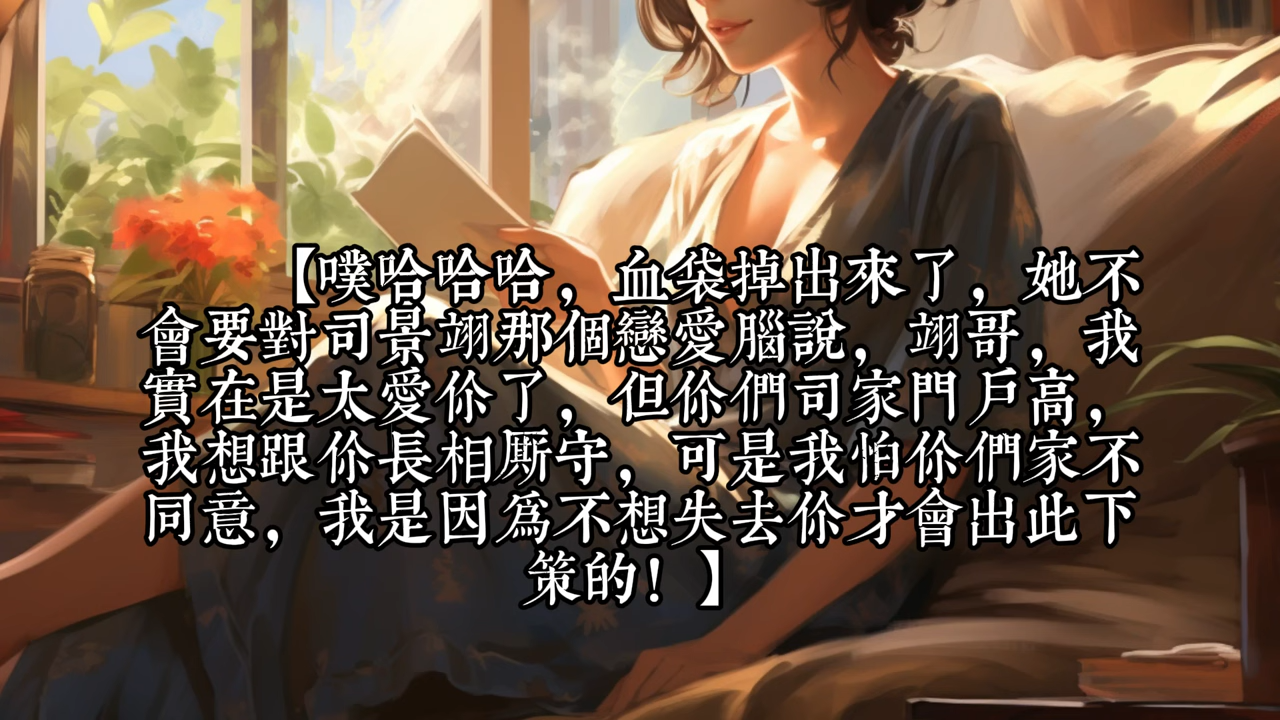 【噗哈哈哈，血袋掉出來了，她不
會要對司景翊那個戀愛腦說，翊哥，我
實在是太愛你了，但你們司家門戶高，
我想跟你長相厮守，可是我怕你們家不
同意，我是因爲不想失去你才會出此下
策的！】